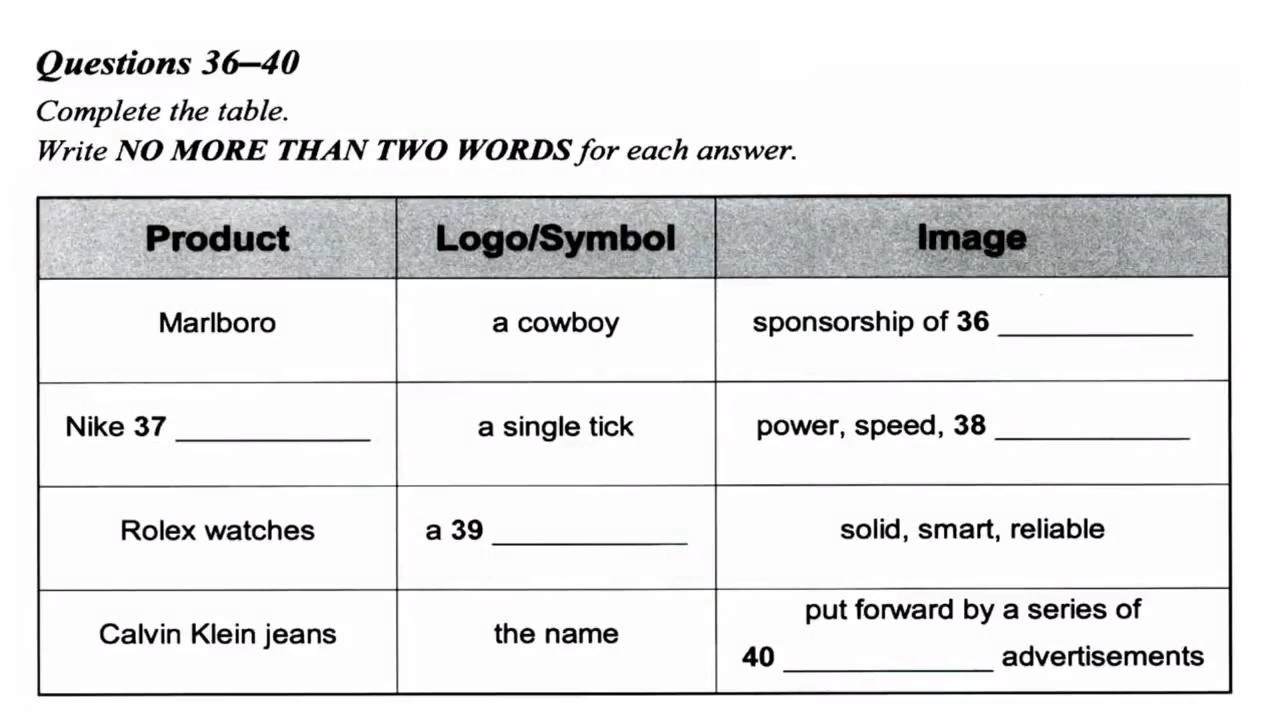 Questions 36–40
Complete the table.
Write NO MORE THAN TWO WORDS for each answer.
Product Logo/Symbol Image
Marlboro a cowboy sponsorship of 36 ____________
Nike 37 ____________ a single tick power, speed, 38 ____________
Rolex watches a 39 ____________ solid, smart, reliable
Calvin Klein jeans the name put forward by a series of
40 ____________ advertisements